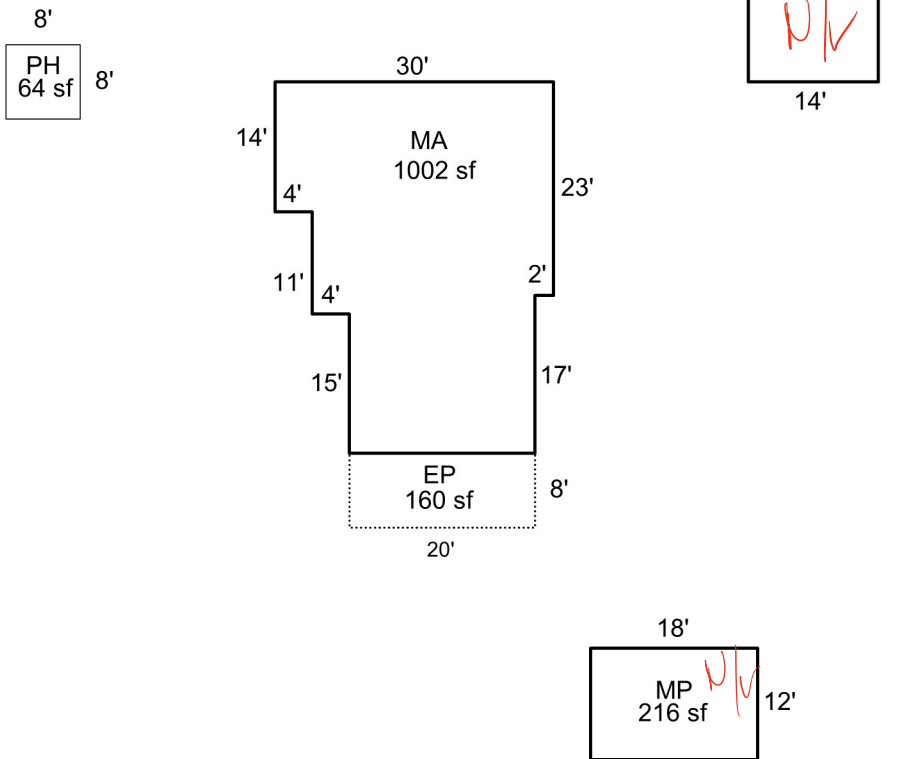 8'
PH
64 sf
8'
30'
14'
MA
1002 sf
23'
4'
11'
4'
2'
15'
17'
EP
160 sf
8'
20'
N/V
14'
18'
MP
216 sf
N/V
12'